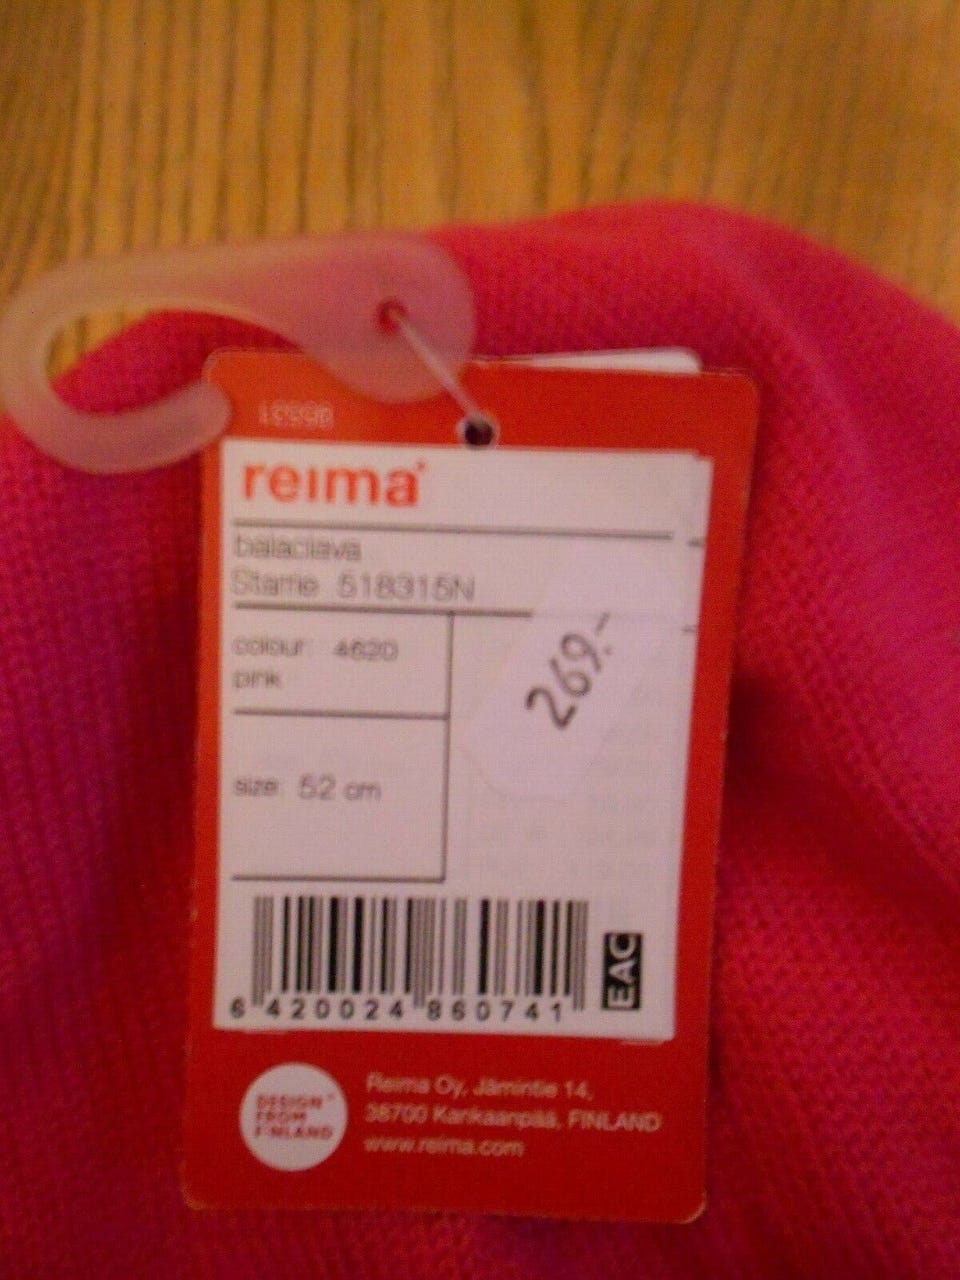 reima
balaclava
Starrie 518315N
colour: 4620
pink
269.-
size: 52 cm
6 420024 860741
EAC
DESIGN
FROM
FINLAND
Reima Oy, Jämintie 14,
38700 Kankaanpää, FINLAND
www.reima.com